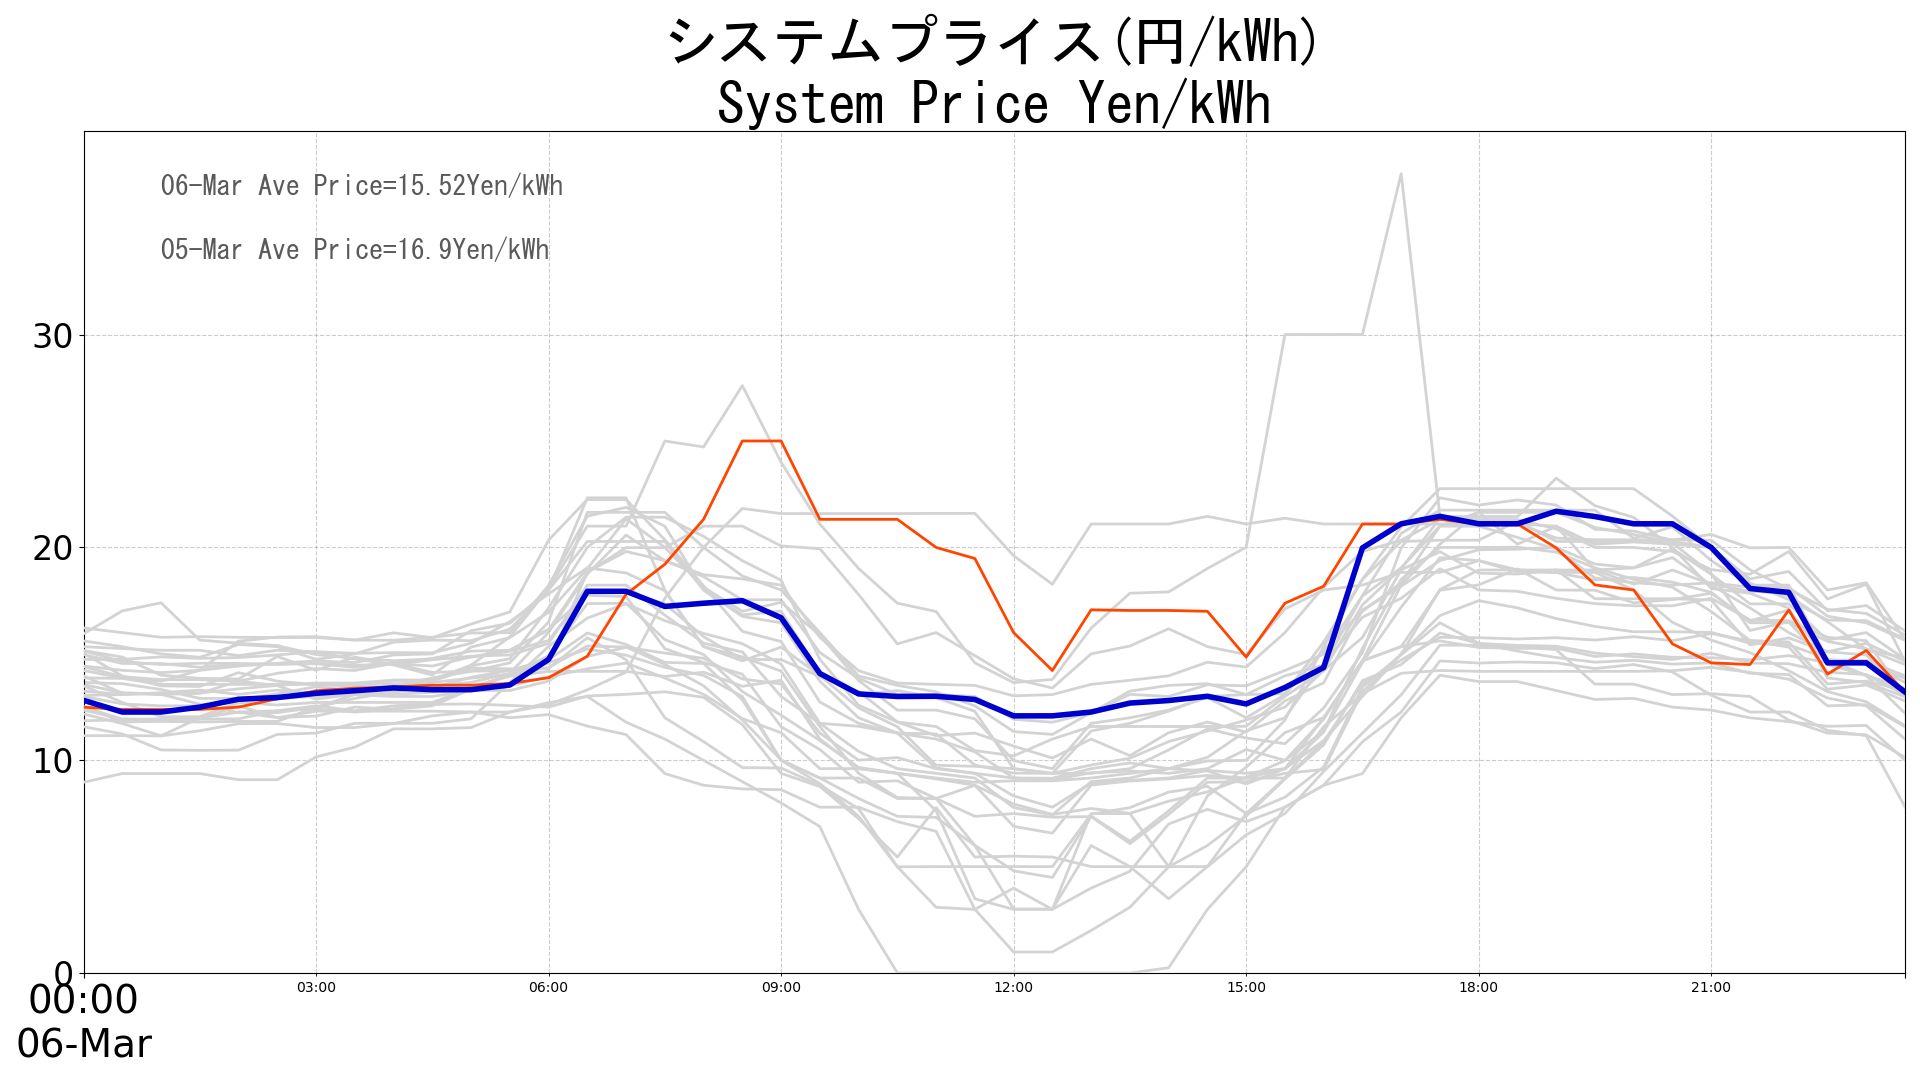 システムプライス(円/kWh)
System Price Yen/kWh
06-Mar Ave Price=15.52Yen/kWh
05-Mar Ave Price=16.9Yen/kWh
30
20
10
0
00:00 03:00 06:00 09:00 12:00 15:00 18:00 21:00
06-Mar